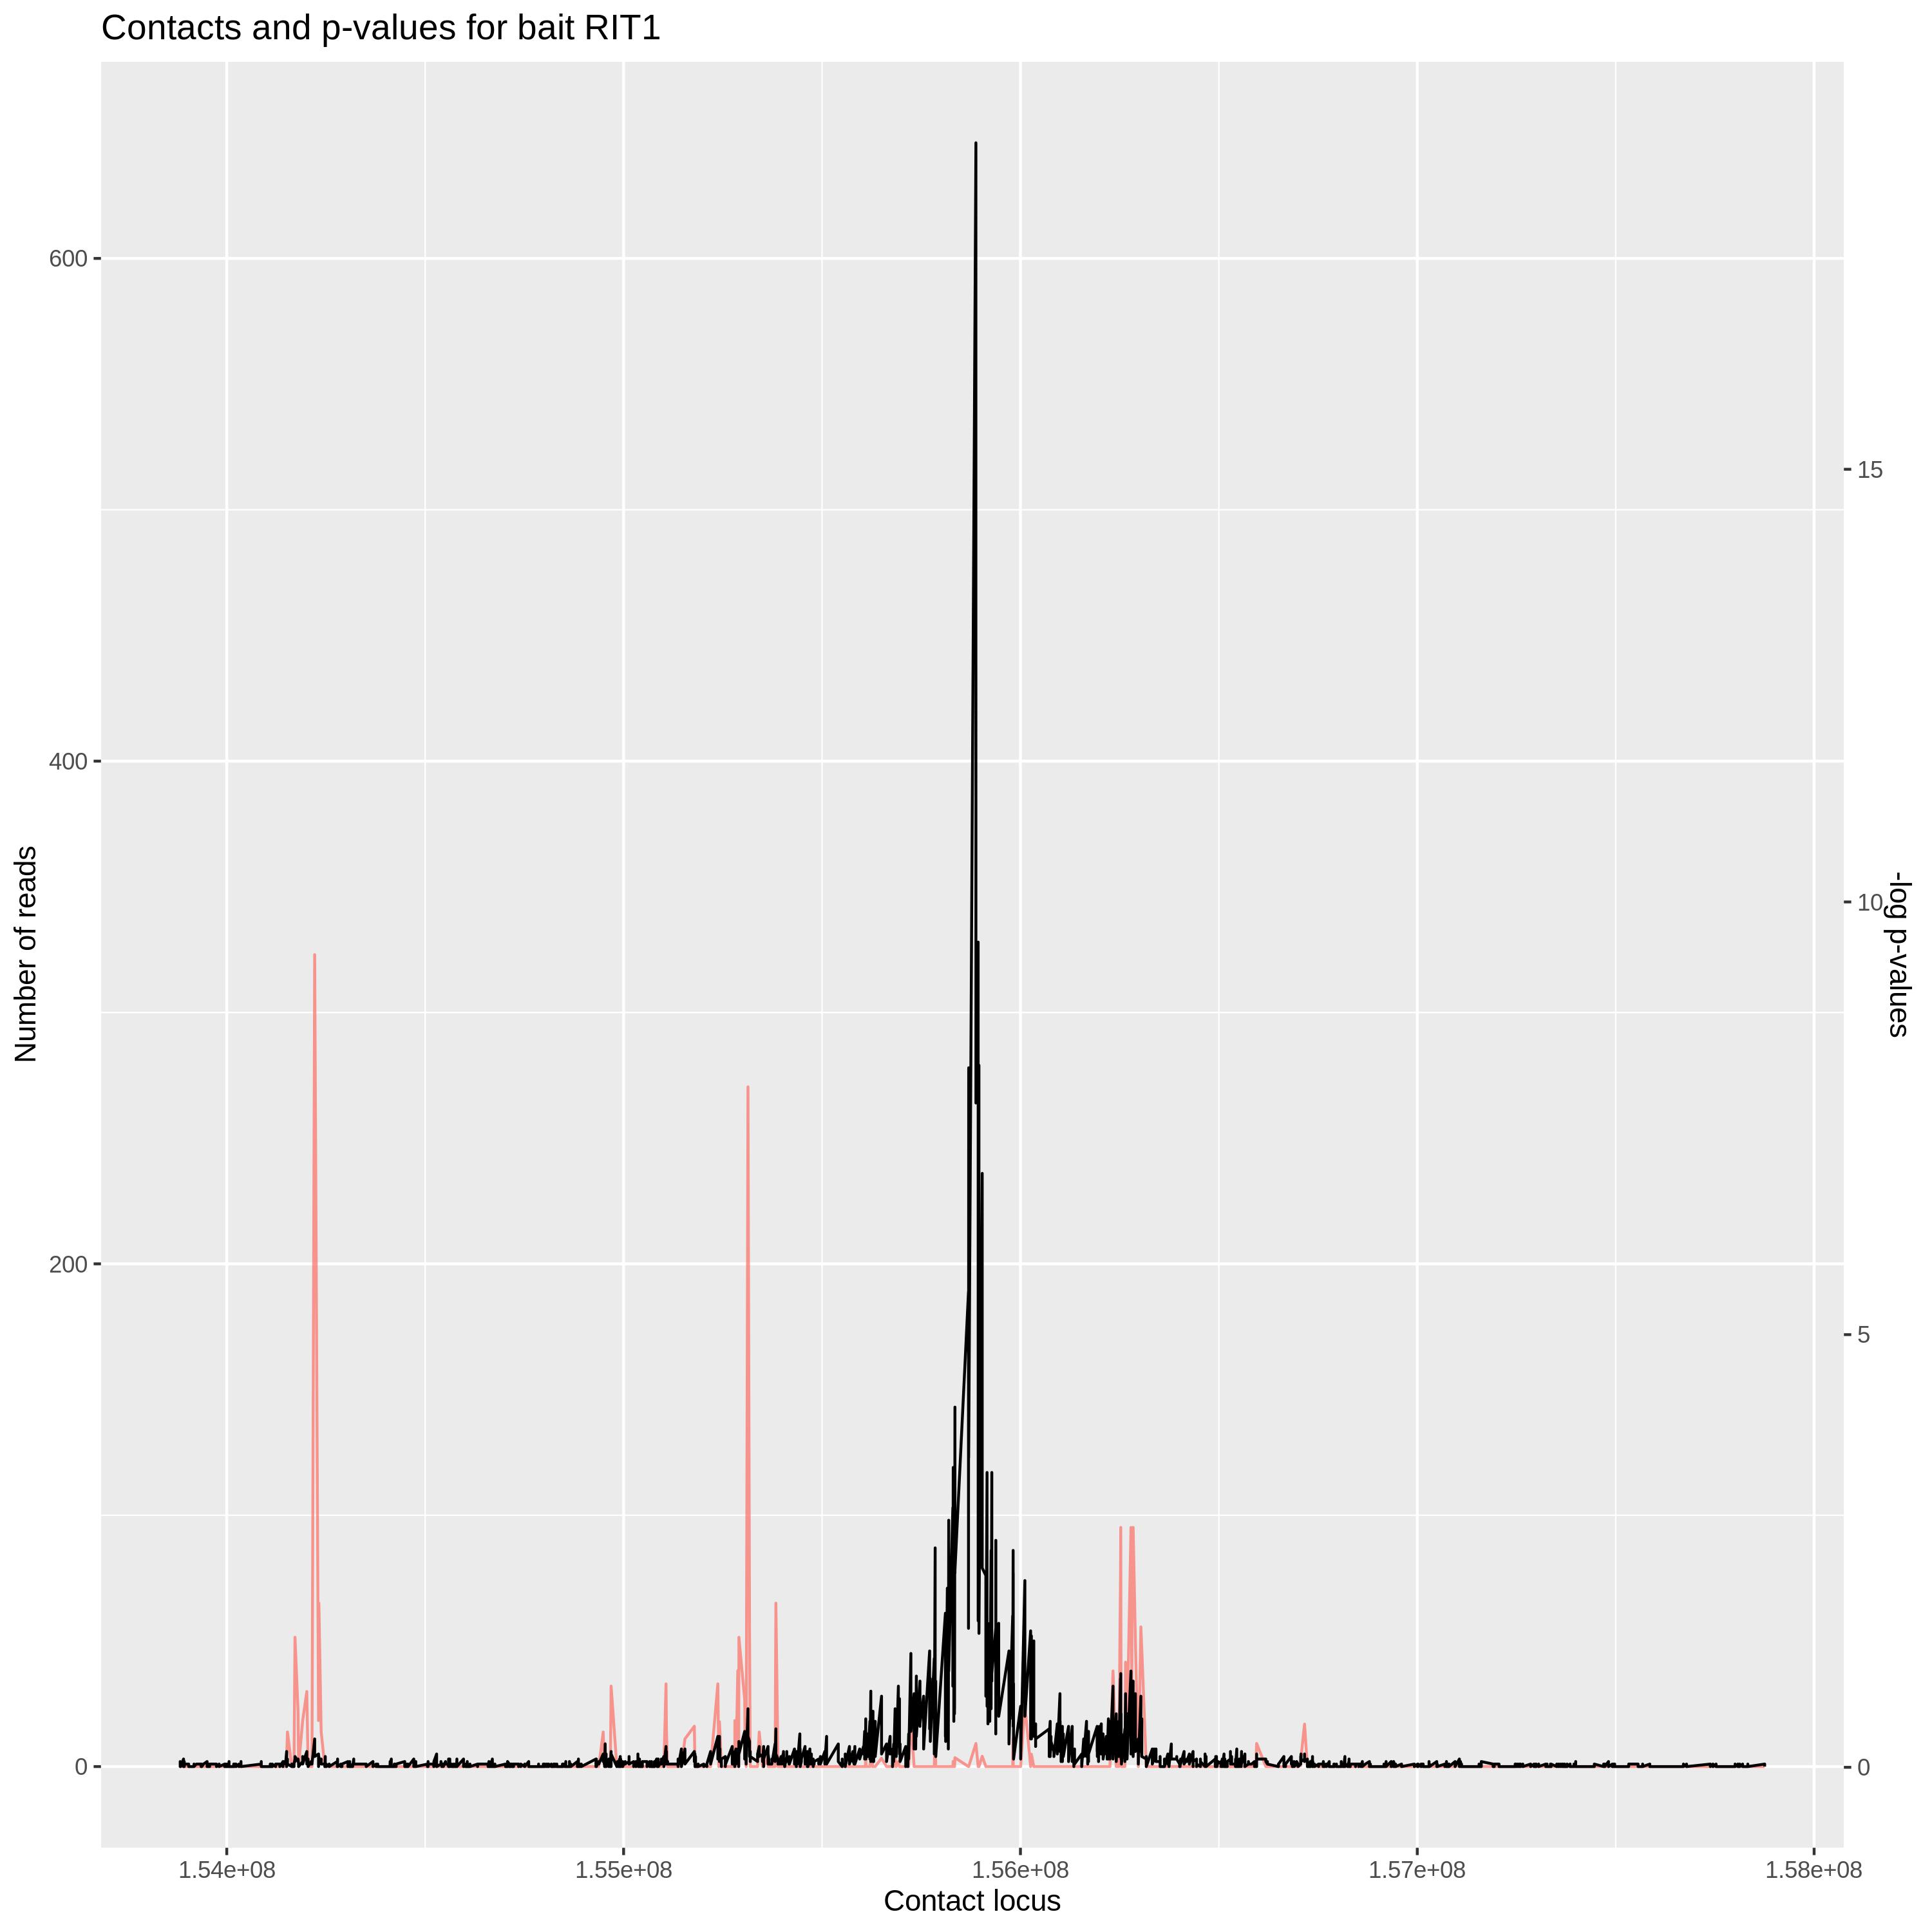 Contacts and p-values for bait RIT1
600
400
200
0
Number of reads
15
10
5
0
-log p-values
1.54e+08
1.55e+08
1.56e+08
1.57e+08
1.58e+08
Contact locus